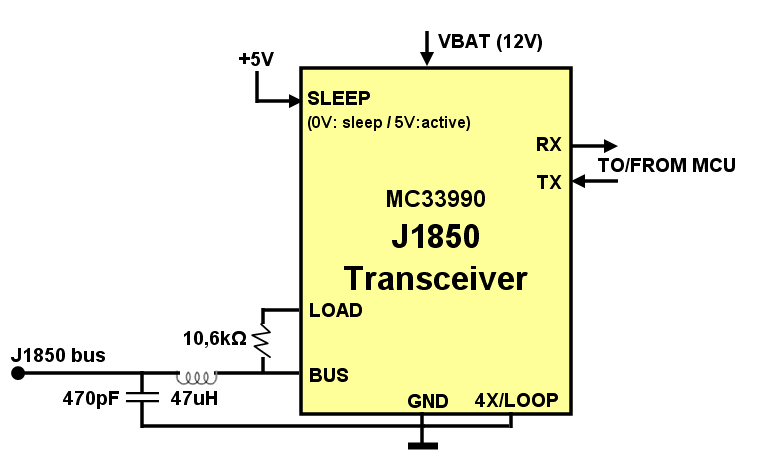 VBAT (12V)
+5V
SLEEP
(0V: sleep / 5V:active)
RX
TO/FROM MCU
TX
MC33990
J1850
Transceiver
LOAD
10,6kΩ
J1850 bus
BUS
470pF
47uH
GND
4X/LOOP